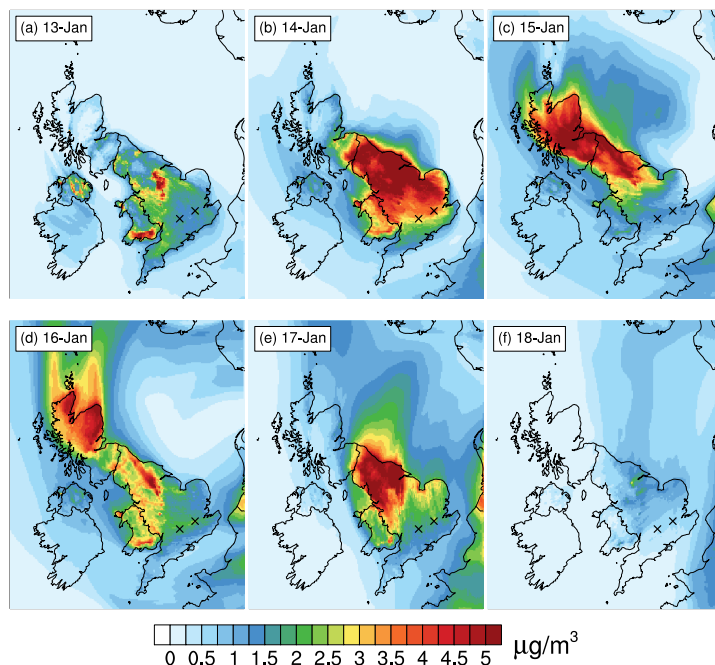 (a) 13-Jan
(b) 14-Jan
(c) 15-Jan
(d) 16-Jan
(e) 17-Jan
(f) 18-Jan
0 0.5 1 1.5 2 2.5 3 3.5 4 4.5 5 μg/m³